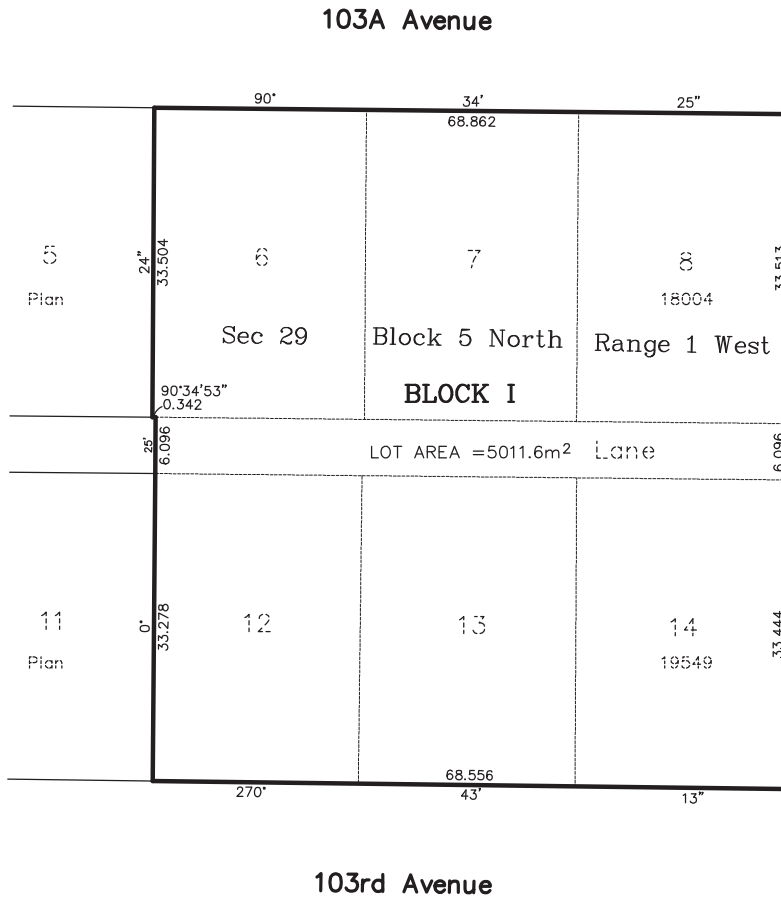 103A Avenue
90° 34' 25"
68.862
5
Plan
24"
33.504
6
7
8
18004
33.513
Sec 29
Block 5 North
Range 1 West
BLOCK I
90°34'53"
0.342
25'
6.096
LOT AREA =5011.6m²
Lane
6.096
11
Plan
0°
33.278
12
13
14
19549
33.444
68.556
270° 43' 13"
103rd Avenue